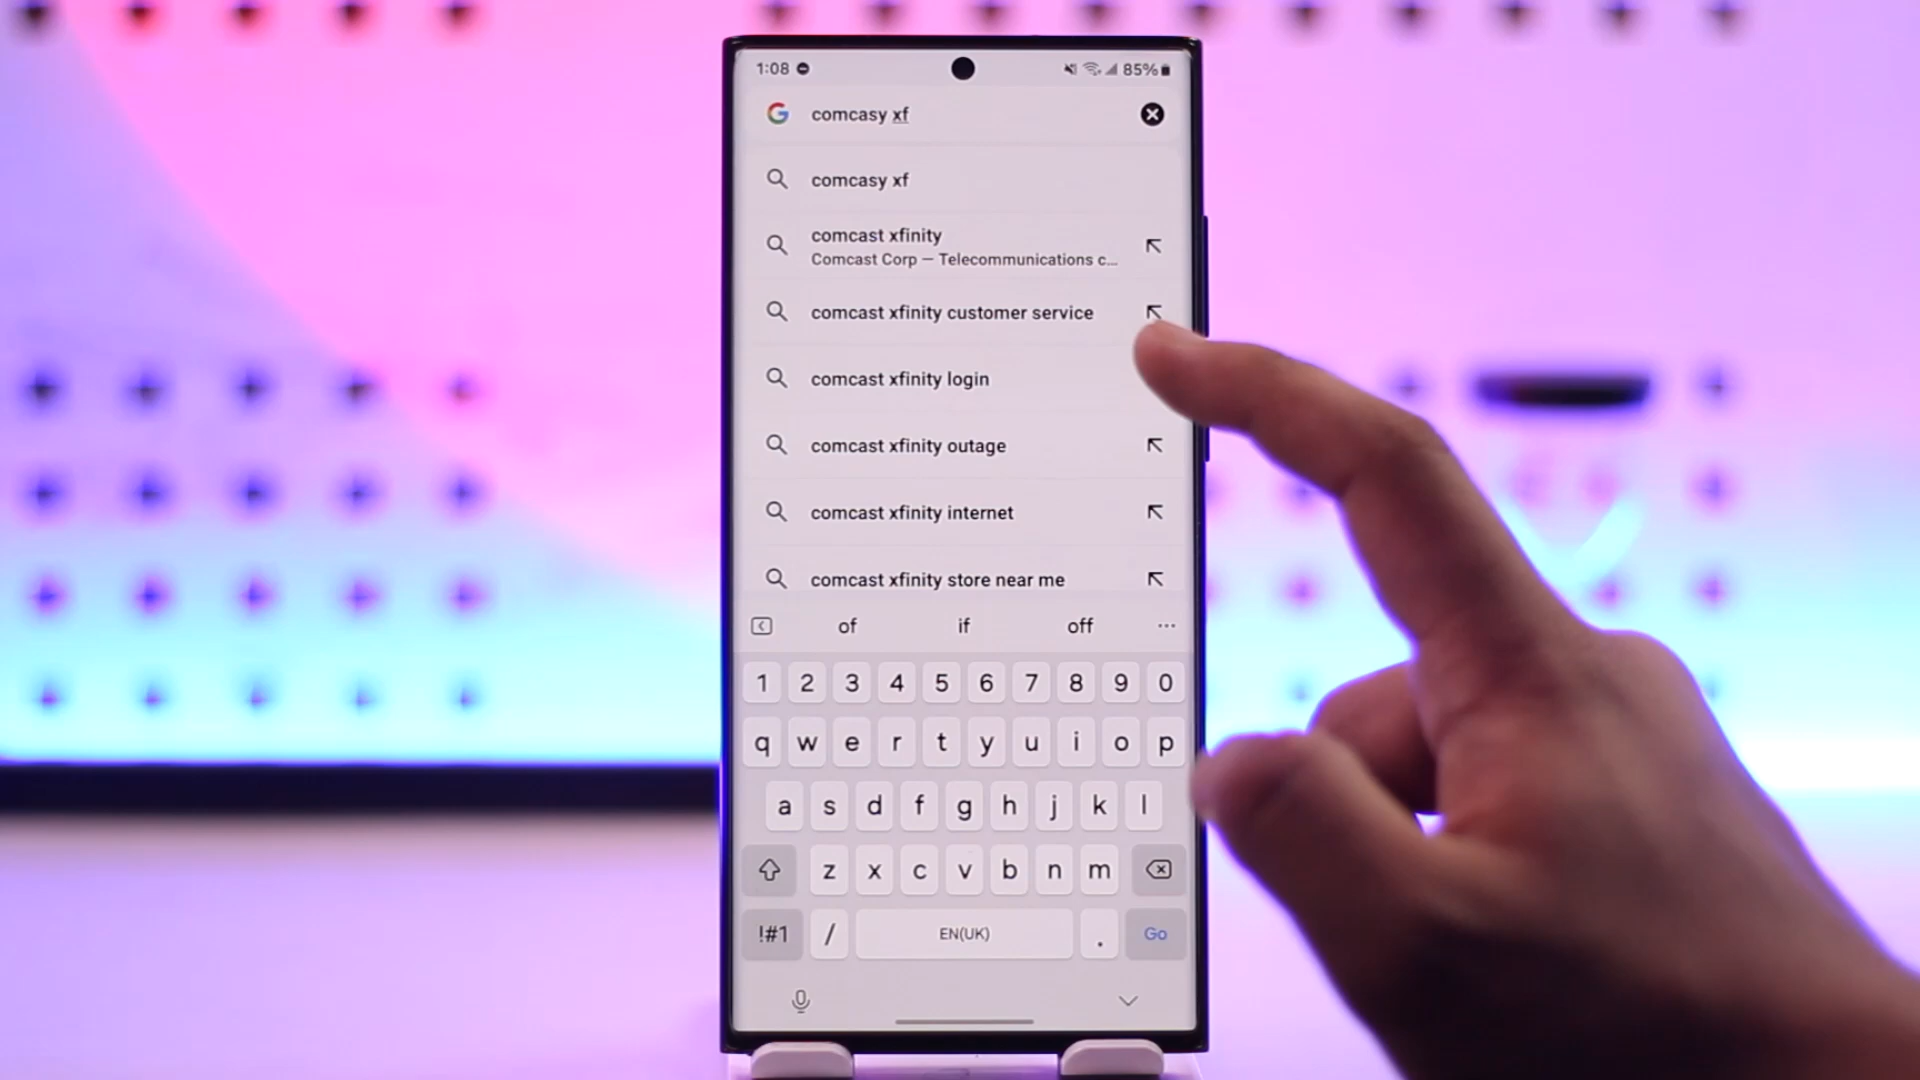 1:08 85%
comcasy xf
comcasy xf
comcast xfinity
Comcast Corp — Telecommunications c...
comcast xfinity customer service
comcast xfinity login
comcast xfinity outage
comcast xfinity internet
comcast xfinity store near me
of if off
1 2 3 4 5 6 7 8 9 0
q w e r t y u i o p
a s d f g h j k l
z x c v b n m
!#1 / EN(UK) . Go